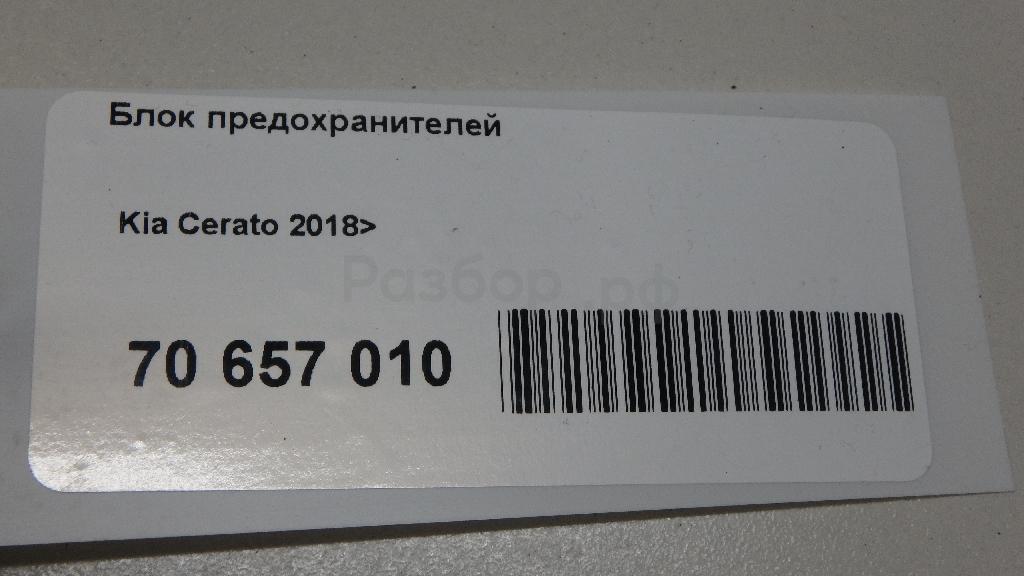 Блок предохранителей
Kia Cerato 2018>
Разбор.рф
70 657 010